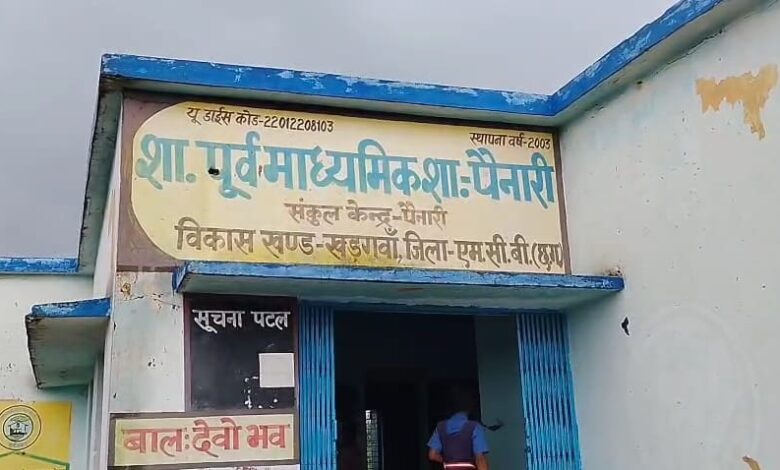 यू डाईस कोड-22012208103
स्थापना वर्ष-2003
शा. पूर्व माध्यमिक शा.-पैनारी
संकुल केन्द्र-पैनारी
विकास खण्ड-खड़गवाँ, जिला-एम.सी.बी.(छ.ग.)
सूचना पटल
बालःदेवो भव